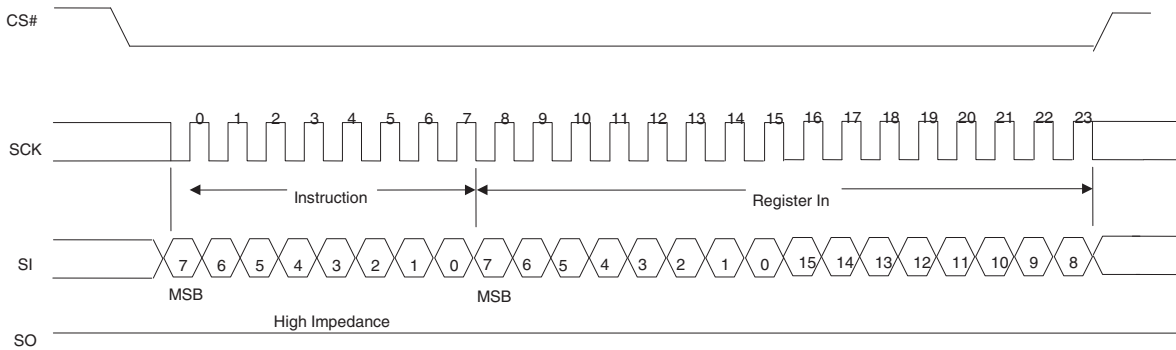 CS#
0 1 2 3 4 5 6 7 8 9 10 11 12 13 14 15 16 17 18 19 20 21 22 23
SCK
Instruction Register In
SI 7 6 5 4 3 2 1 0 7 6 5 4 3 2 1 0 15 14 13 12 11 10 9 8
MSB MSB
High Impedance
SO